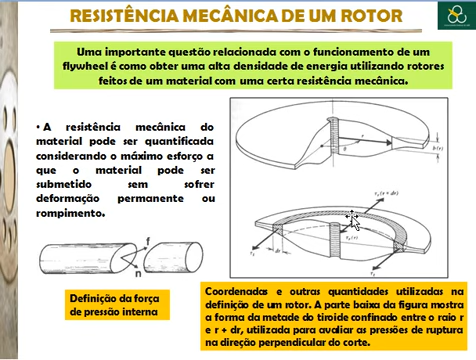 RESISTÊNCIA MECÂNICA DE UM ROTOR
Uma importante questão relacionada com o funcionamento de um
flywheel é como obter uma alta densidade de energia utilizando rotores
feitos de um material com uma certa resistência mecânica.
• A resistência mecânica do
material pode ser quantificada
considerando o máximo esforço a
que o material pode ser
submetido sem sofrer
deformação permanente ou
rompimento.
f
n
Definição da força
de pressão interna
Coordenadas e outras quantidades utilizadas na
definição de um rotor. A parte baixa da figura mostra
a forma da metade do tiroide confinado entre o raio r
e r + dr, utilizada para avaliar as pressões de ruptura
na direção perpendicular do corte.